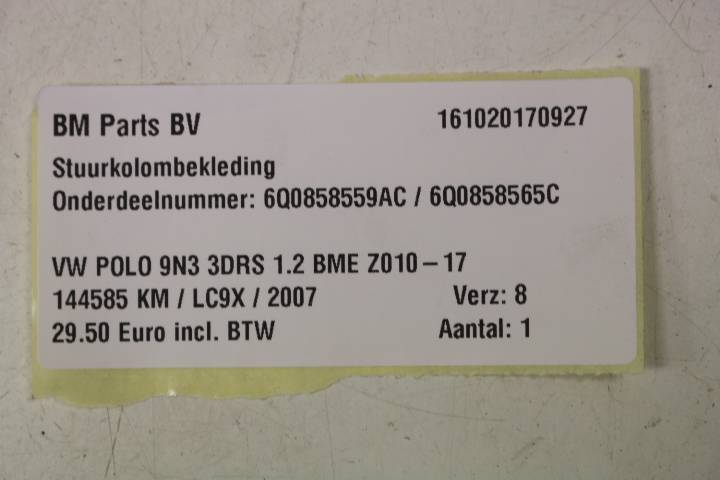 BM Parts BV 161020170927
Stuurkolombekleding
Onderdeelnummer: 6Q0858559AC / 6Q0858565C
VW POLO 9N3 3DRS 1.2 BME Z010-17
144585 KM / LC9X / 2007 Verz: 8
29.50 Euro incl. BTW Aantal: 1